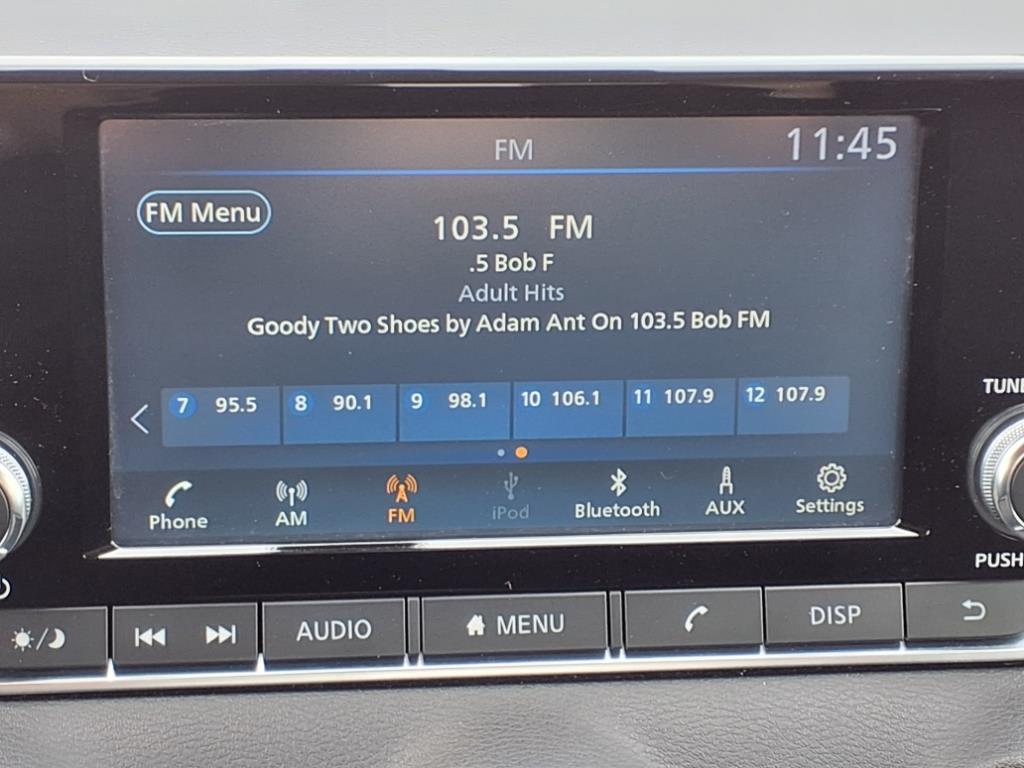 FM 11:45
FM Menu
103.5 FM
.5 Bob F
Adult Hits
Goody Two Shoes by Adam Ant On 103.5 Bob FM
7 95.5 8 90.1 9 98.1 10 106.1 11 107.9 12 107.9
Phone AM FM iPod Bluetooth AUX Settings
TUNE
PUSH
AUDIO MENU DISP